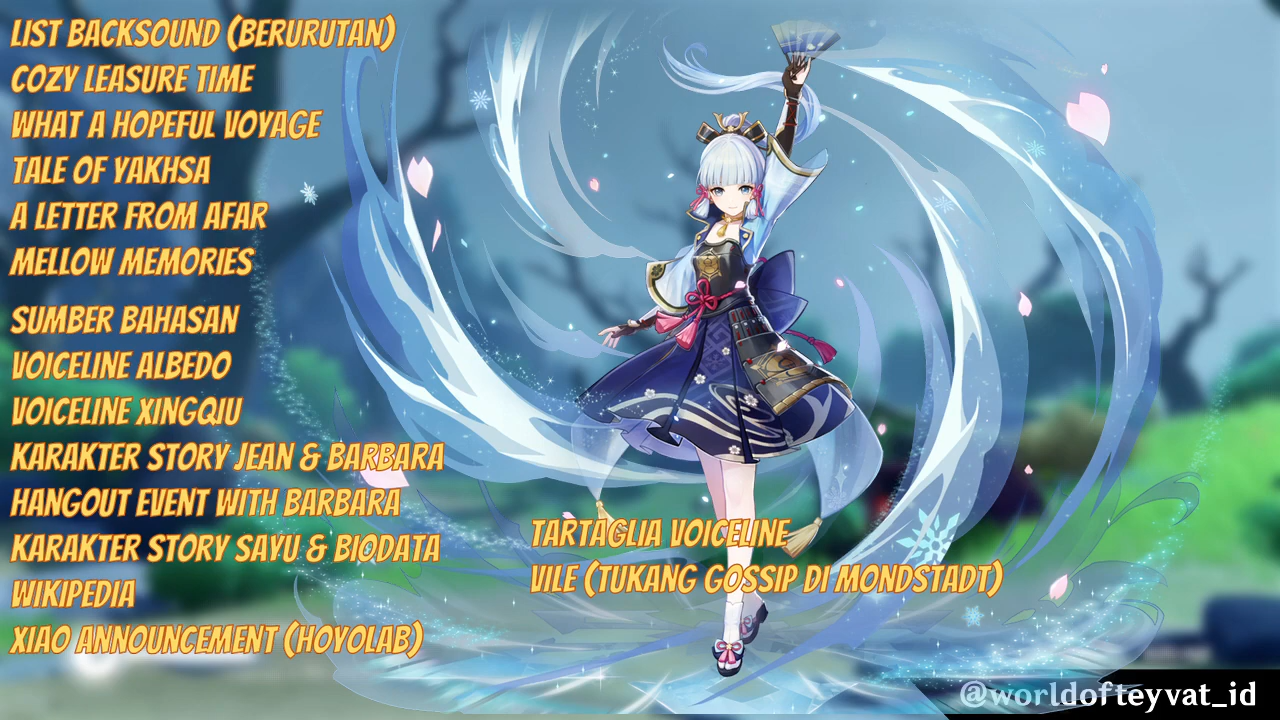 LIST BACKSOUND (BERURUTAN)
COZY LEASURE TIME
WHAT A HOPEFUL VOYAGE
TALE OF YAKHSA
A LETTER FROM AFAR
MELLOW MEMORIES
SUMBER BAHASAN
VOICELINE ALBEDO
VOICELINE XINGQIU
KARAKTER STORY JEAN & BARBARA
HANGOUT EVENT WITH BARBARA
KARAKTER STORY SAYU & BIODATA
WIKIPEDIA
XIAO ANNOUNCEMENT (HOYOLAB)
TARTAGLIA VOICELINE
VILE (TUKANG GOSSIP DI MONDSTADT)
@worldofteyvat_id